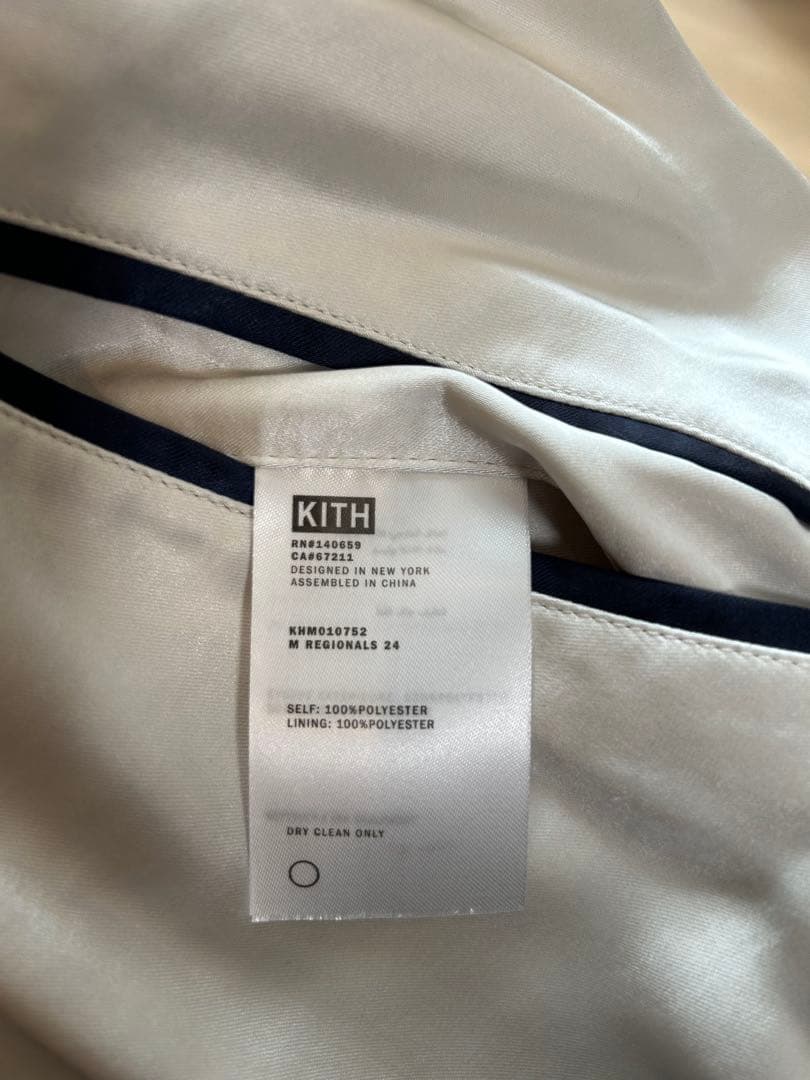 KITH
RN#140659
CA#67211
DESIGNED IN NEW YORK
ASSEMBLED IN CHINA
KHM010752
M REGIONALS 24
SELF: 100%POLYESTER
LINING: 100%POLYESTER
DRY CLEAN ONLY